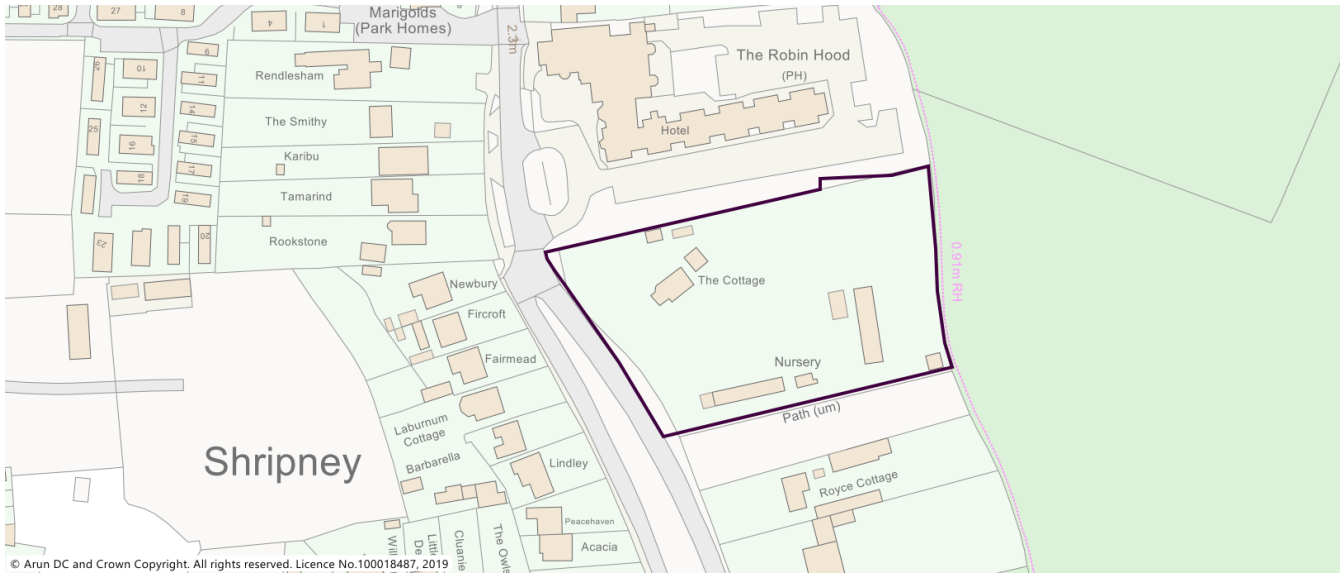 28
27
8
4
1
Marigolds
(Park Homes)
2.3m
The Robin Hood
(PH)
Hotel
26
10
9
11
Rendlesham
12
14
The Smithy
25
16
15
Karibu
18
17
Tamarind
19
Rookstone
23
20
Newbury
The Cottage
0.91m RH
Fircroft
Fairmead
Nursery
Path (um)
Laburnum
Cottage
Shripney
Barbarella
Lindley
Royce Cottage
Peacehaven
Acacia
Cluanie
The Owls
© Arun DC and Crown Copyright. All rights reserved. Licence No.100018487, 2019